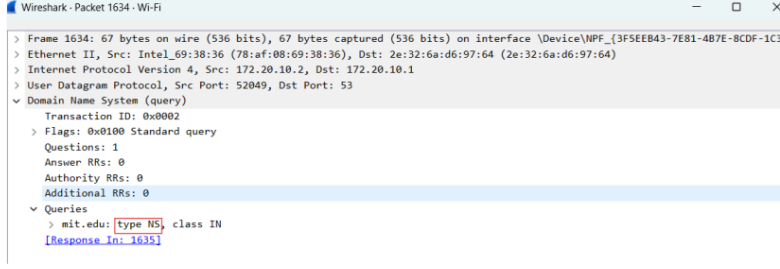 Wireshark · Packet 1634 · Wi-Fi
> Frame 1634: 67 bytes on wire (536 bits), 67 bytes captured (536 bits) on interface \Device\NPF_{3F5EEB43-7E81-4B7E-8CDF-1C3
> Ethernet II, Src: Intel_69:38:36 (78:af:08:69:38:36), Dst: 2e:32:6a:d6:97:64 (2e:32:6a:d6:97:64)
> Internet Protocol Version 4, Src: 172.20.10.2, Dst: 172.20.10.1
> User Datagram Protocol, Src Port: 52049, Dst Port: 53
Domain Name System (query)
Transaction ID: 0x0002
> Flags: 0x0100 Standard query
Questions: 1
Answer RRs: 0
Authority RRs: 0
Additional RRs: 0
Queries
> mit.edu: type NS, class IN
[Response In: 1635]